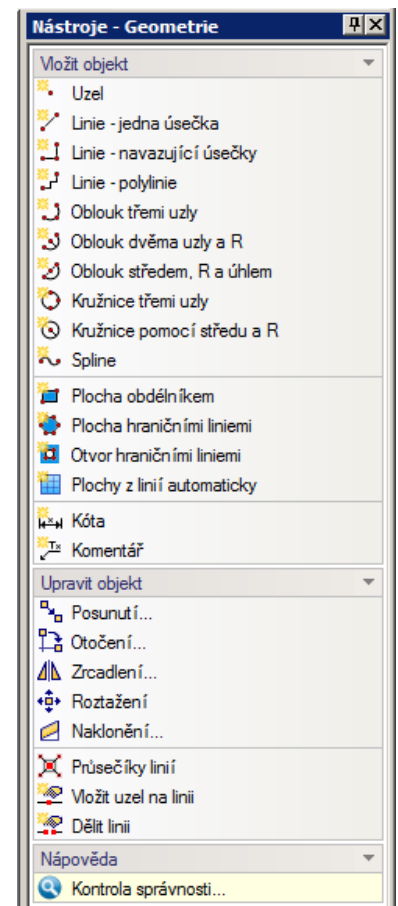 Nástroje - Geometrie
Vložit objekt
Uzel
Linie - jedna úsečka
Linie - navazující úsečky
Linie - polylinie
Oblouk třemi uzly
Oblouk dvěma uzly a R
Oblouk středem, R a úhlem
Kružnice třemi uzly
Kružnice pomocí středu a R
Spline
Plocha obdélníkem
Plocha hraničními liniemi
Otvor hraničními liniemi
Plochy z linií automaticky
Kóta
Komentář
Upravit objekt
Posunutí...
Otočení...
Zrcadlení...
Roztažení
Naklonění...
Průsečíky linií
Vložit uzel na linii
Dělit linii
Nápověda
Kontrola správnosti...